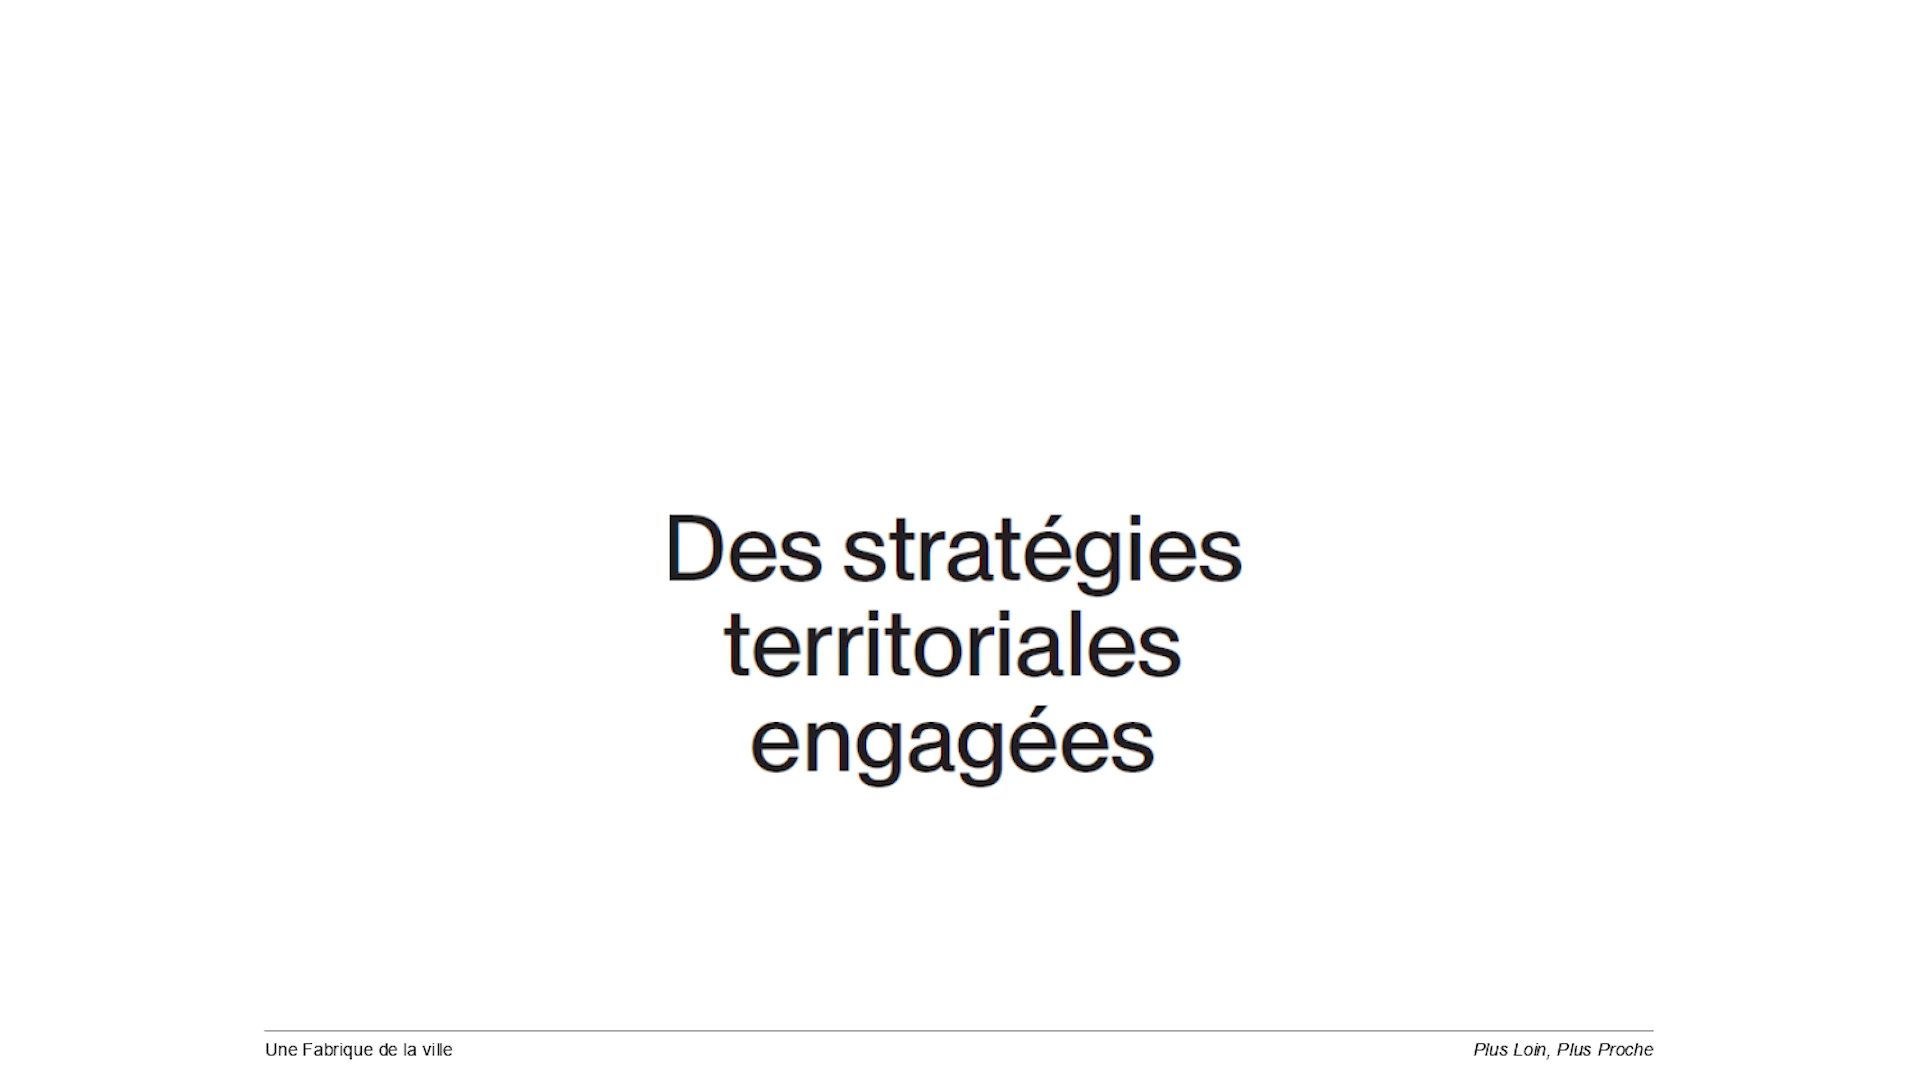 Des stratégies
territoriales
engagées
Une Fabrique de la ville
Plus Loin, Plus Proche